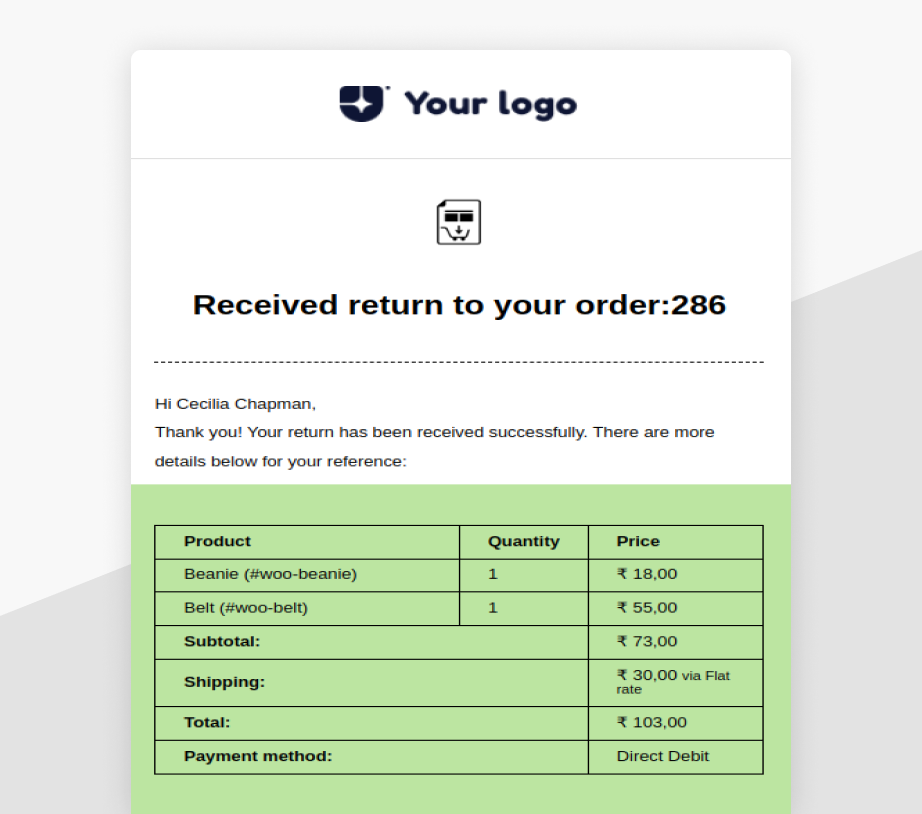 Your logo
Received return to your order:286
Hi Cecilia Chapman,
Thank you! Your return has been received successfully. There are more
details below for your reference:
Product Quantity Price
Beanie (#woo-beanie) 1 ₹ 18,00
Belt (#woo-belt) 1 ₹ 55,00
Subtotal: ₹ 73,00
Shipping: ₹ 30,00 via Flat
rate
Total: ₹ 103,00
Payment method: Direct Debit